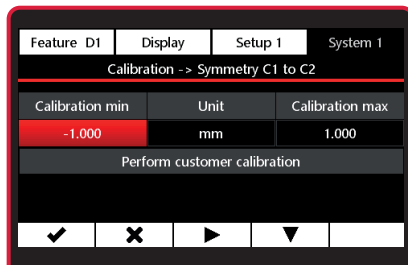 Feature D1 Display Setup 1 System 1
Calibration -> Symmetry C1 to C2
Calibration min Unit Calibration max
-1.000 mm 1.000
Perform customer calibration